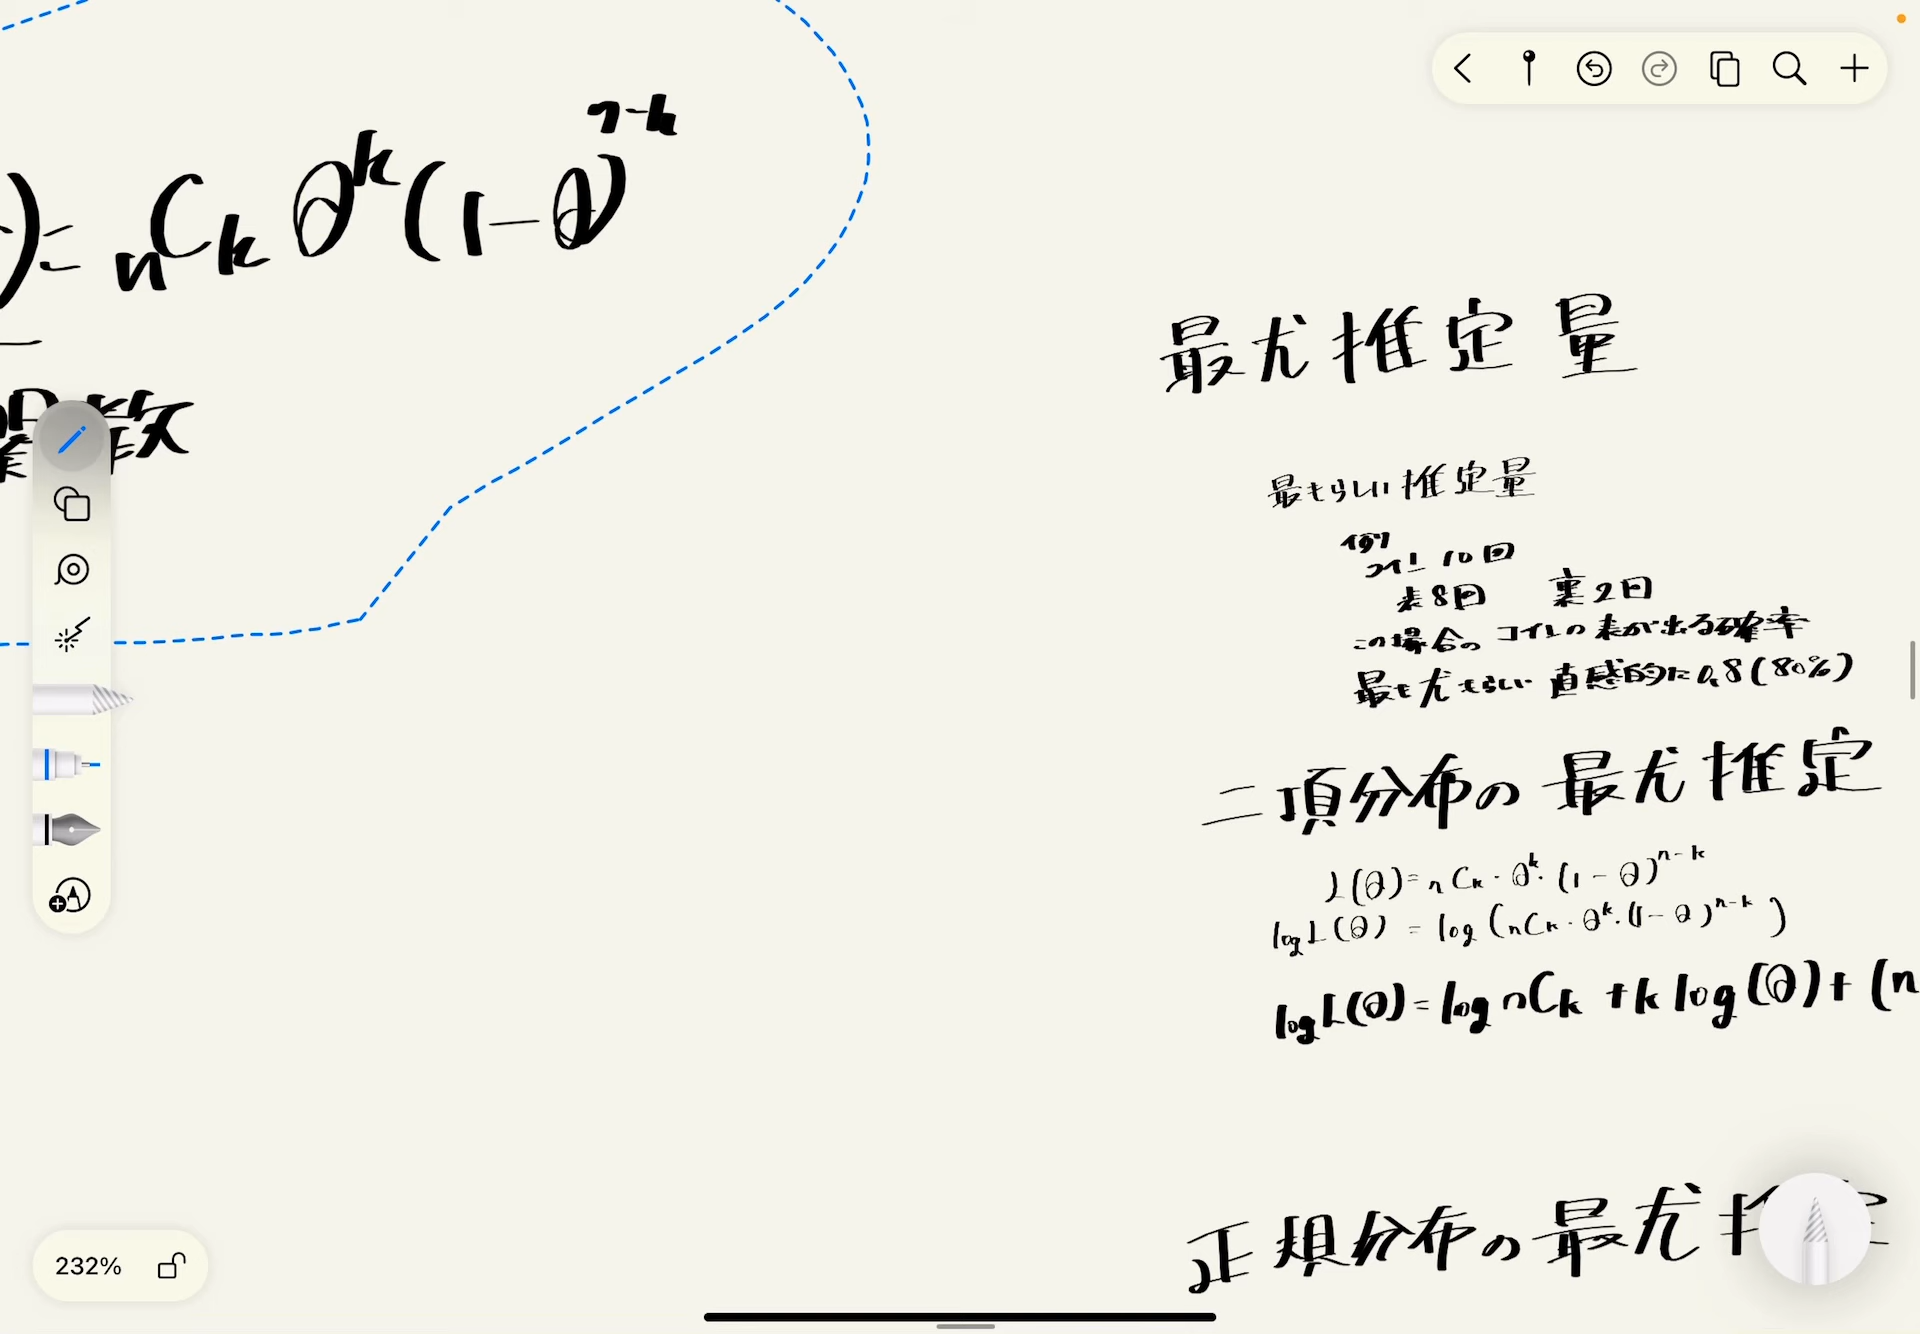 )= nCk θ^k (1-θ)^n-k
数
最尤推定量
最もらしい推定量
例
コイン 10回
表8回 裏2回
この場合の コインの表が出る確率
最も尤もらしい 直感的に0.8(80%)
二項分布の最尤推定
L(θ)= nCk・θ^k・(1-θ)^n-k
log L(θ) = log (nCk・θ^k・(1-θ)^n-k)
log L(θ) = log nCk + k log(θ) + (n
正規分布の最尤推定
232%